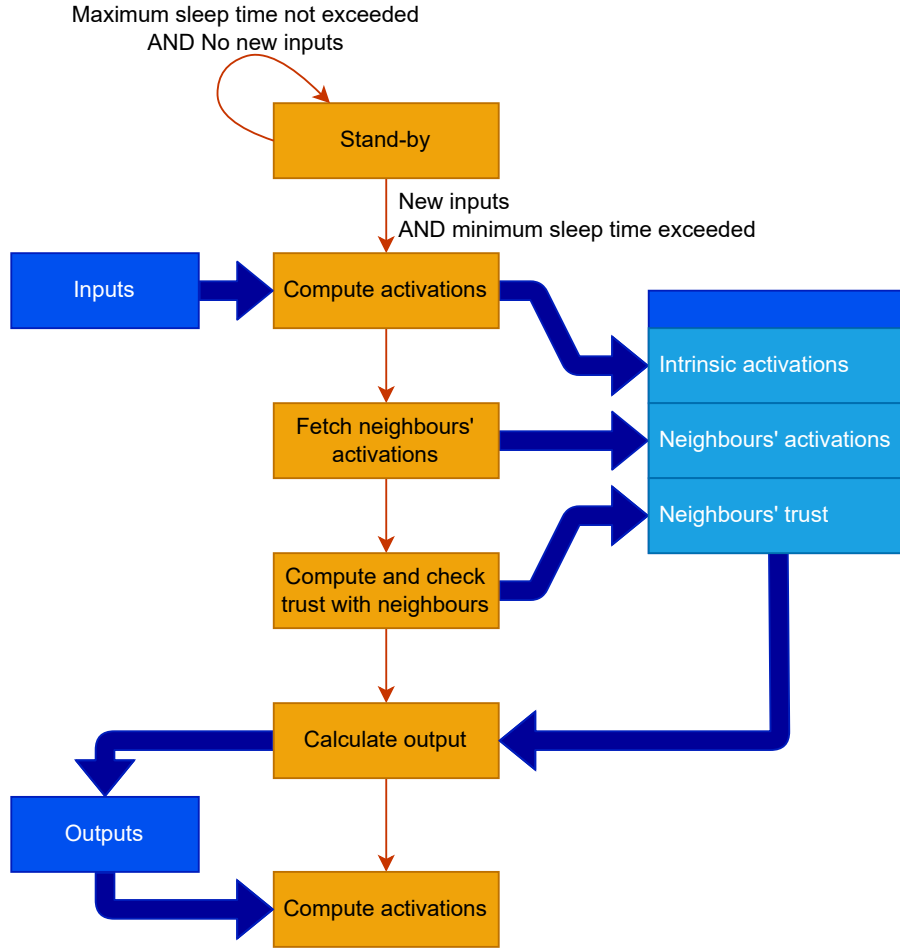 Maximum sleep time not exceeded
AND No new inputs
Stand-by
New inputs
AND minimum sleep time exceeded
Inputs
Compute activations
Intrinsic activations
Fetch neighbours'
activations
Neighbours' activations
Neighbours' trust
Compute and check
trust with neighbours
Calculate output
Outputs
Compute activations